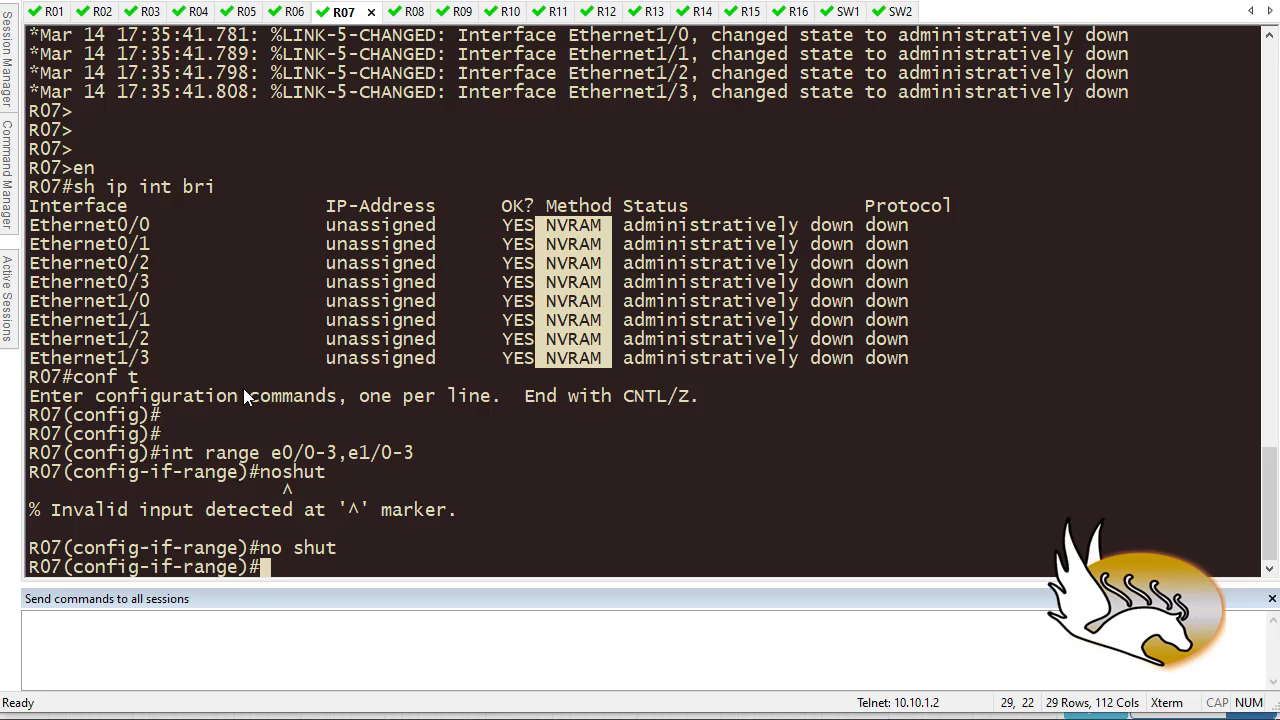 R01 R02 R03 R04 R05 R06 R07 R08 R09 R10 R11 R12 R13 R14 R15 R16 SW1 SW2
Session Manager
Command Manager
Active Sessions
*Mar 14 17:35:41.781: %LINK-5-CHANGED: Interface Ethernet1/0, changed state to administratively down
*Mar 14 17:35:41.789: %LINK-5-CHANGED: Interface Ethernet1/1, changed state to administratively down
*Mar 14 17:35:41.798: %LINK-5-CHANGED: Interface Ethernet1/2, changed state to administratively down
*Mar 14 17:35:41.808: %LINK-5-CHANGED: Interface Ethernet1/3, changed state to administratively down
R07>
R07>
R07>
R07>en
R07#sh ip int bri
Interface IP-Address OK? Method Status Protocol
Ethernet0/0 unassigned YES NVRAM administratively down down
Ethernet0/1 unassigned YES NVRAM administratively down down
Ethernet0/2 unassigned YES NVRAM administratively down down
Ethernet0/3 unassigned YES NVRAM administratively down down
Ethernet1/0 unassigned YES NVRAM administratively down down
Ethernet1/1 unassigned YES NVRAM administratively down down
Ethernet1/2 unassigned YES NVRAM administratively down down
Ethernet1/3 unassigned YES NVRAM administratively down down
R07#conf t
Enter configuration commands, one per line. End with CNTL/Z.
R07(config)#
R07(config)#
R07(config)#int range e0/0-3,e1/0-3
R07(config-if-range)#noshut
^
% Invalid input detected at '^' marker.
R07(config-if-range)#no shut
R07(config-if-range)#
Send commands to all sessions
Ready Telnet: 10.10.1.2 29, 22 29 Rows, 112 Cols Xterm CAP NUM